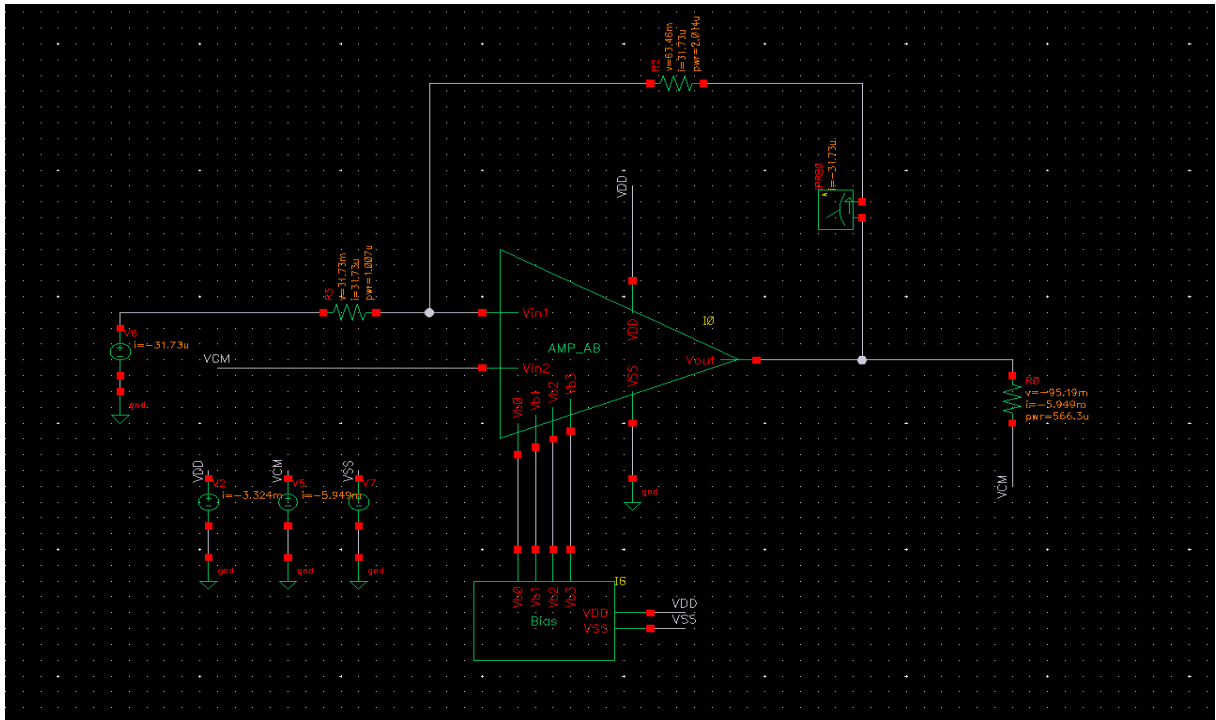 R2
v=63.46m
i=31.73u
pwr=2.014u
i=-31.73u
VDD
R3
v=31.73m
i=31.73u
pwr=1.007u
Vin1
VDD
I0
AMP_AB
Vout
V6
i=-31.73u
VCM
Vin2
VSS
Vb0
Vb1
Vb2
Vb3
R0
v=-95.19m
i=-5.949m
pwr=566.3u
gnd
VCM
VDD
VCM
VSS
V2
i=-3.324m
V5
i=-5.949m
V7
gnd
gnd
gnd
gnd
I6
Vb0
Vb1
Vb2
Vb3
VDD
VDD
VSS
VSS
Bias